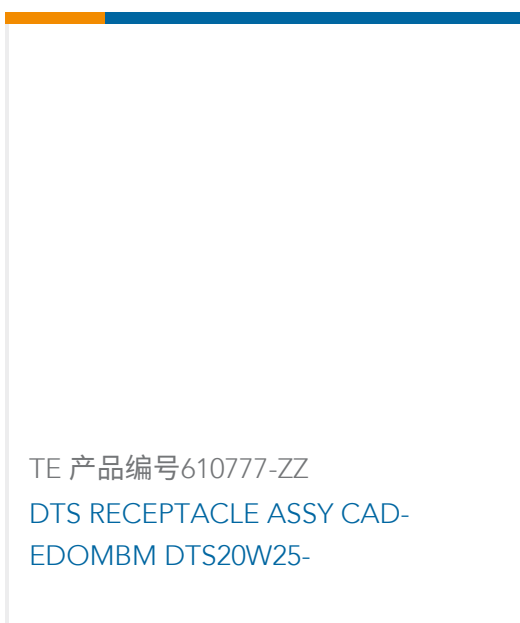 TE 产品编号610777-ZZ
DTS RECEPTACLE ASSY CAD-
EDOMBM DTS20W25-